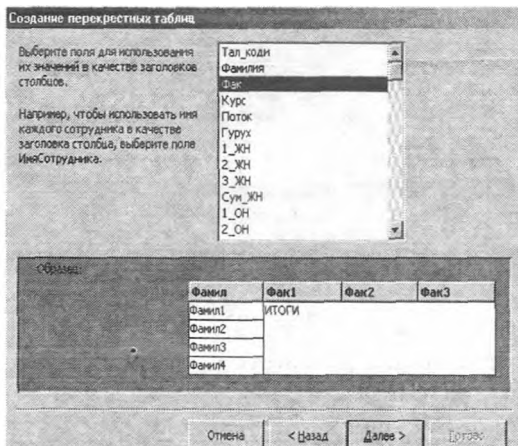 Создание перекрестных таблиц
Выберите поля для использования
их значений в качестве заголовков
столбцов.
Например, чтобы использовать имя
каждого сотрудника в качестве
заголовка столбца, выберите поле
ИмяСотрудника.
Тал_коди
Фамилия
Фак
Курс
Поток
Гурух
1_ЖН
2_ЖН
3_ЖН
Сум_ЖН
1_ОН
2_ОН
Образец:
Фамил Фак1 Фак2 Фак3
Фамил1 ИТОГИ
Фамил2
Фамил3
Фамил4
Отмена < Назад Далее > Готово